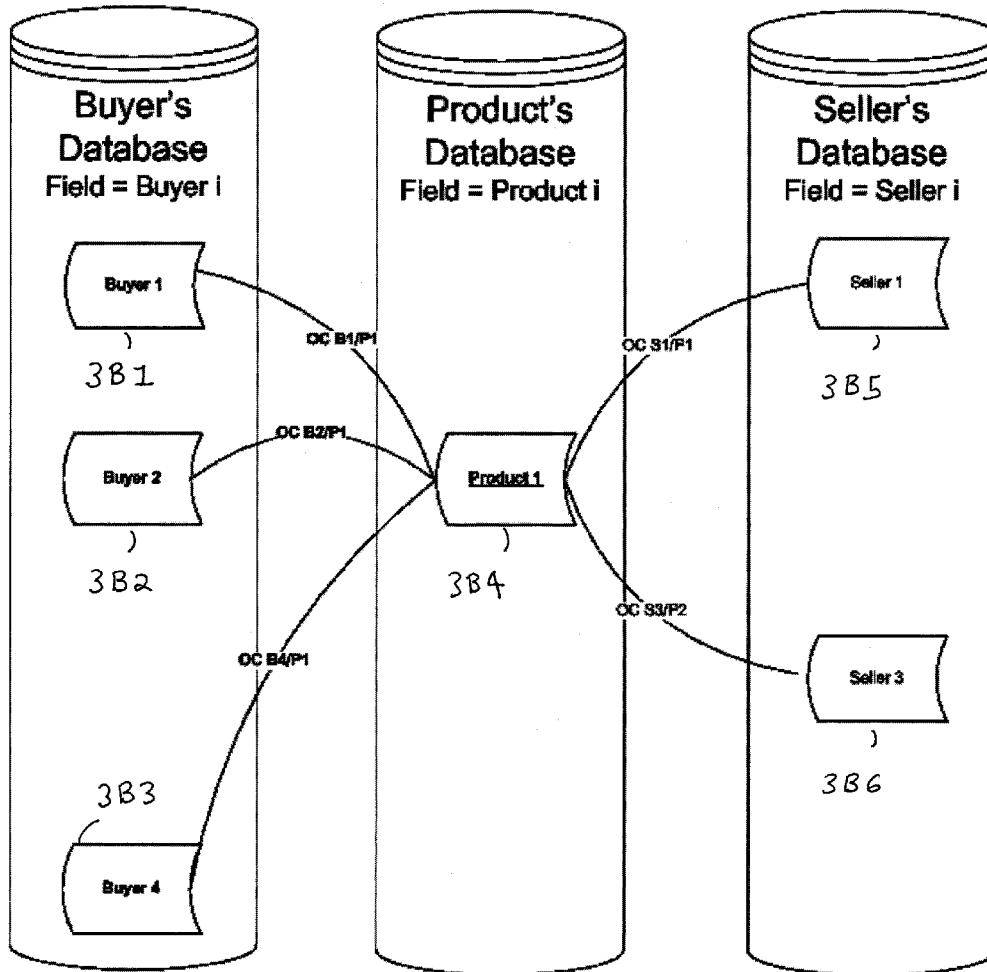 Buyer's
Database
Field = Buyer i
Product's
Database
Field = Product i
Seller's
Database
Field = Seller i
Buyer 1
3B1
OC B1/P1
Buyer 2
3B2
OC B2/P1
OC B4/P1
3B3
Buyer 4
Product 1
3B4
OC S1/P1
OC S3/P2
Seller 1
3B5
Seller 3
3B6